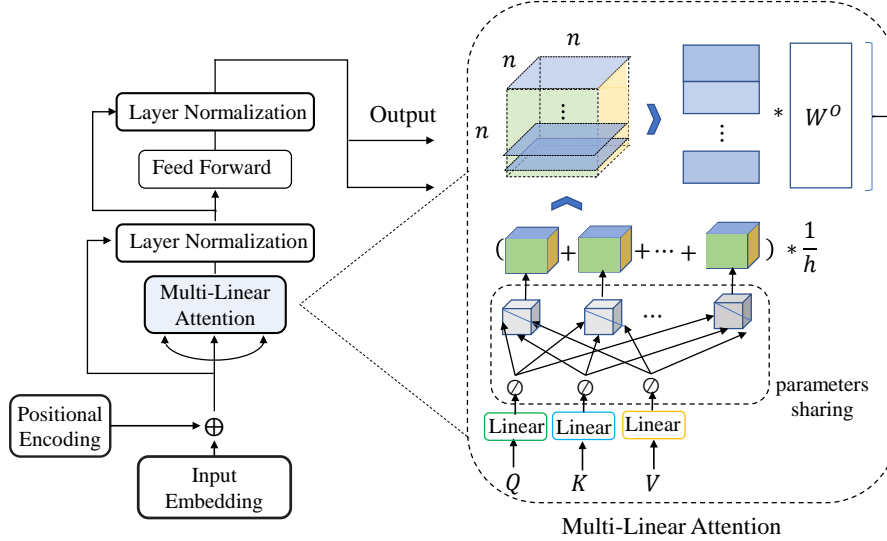 Layer Normalization
Feed Forward
Layer Normalization
Multi-Linear
Attention
Positional
Encoding
⊕
Input
Embedding
Output
n
n
n
⋮
⋮
*
W^O
( + + ⋯ + ) * 1/h
...
parameters
sharing
Linear
Linear
Linear
Q
K
V
Multi-Linear Attention